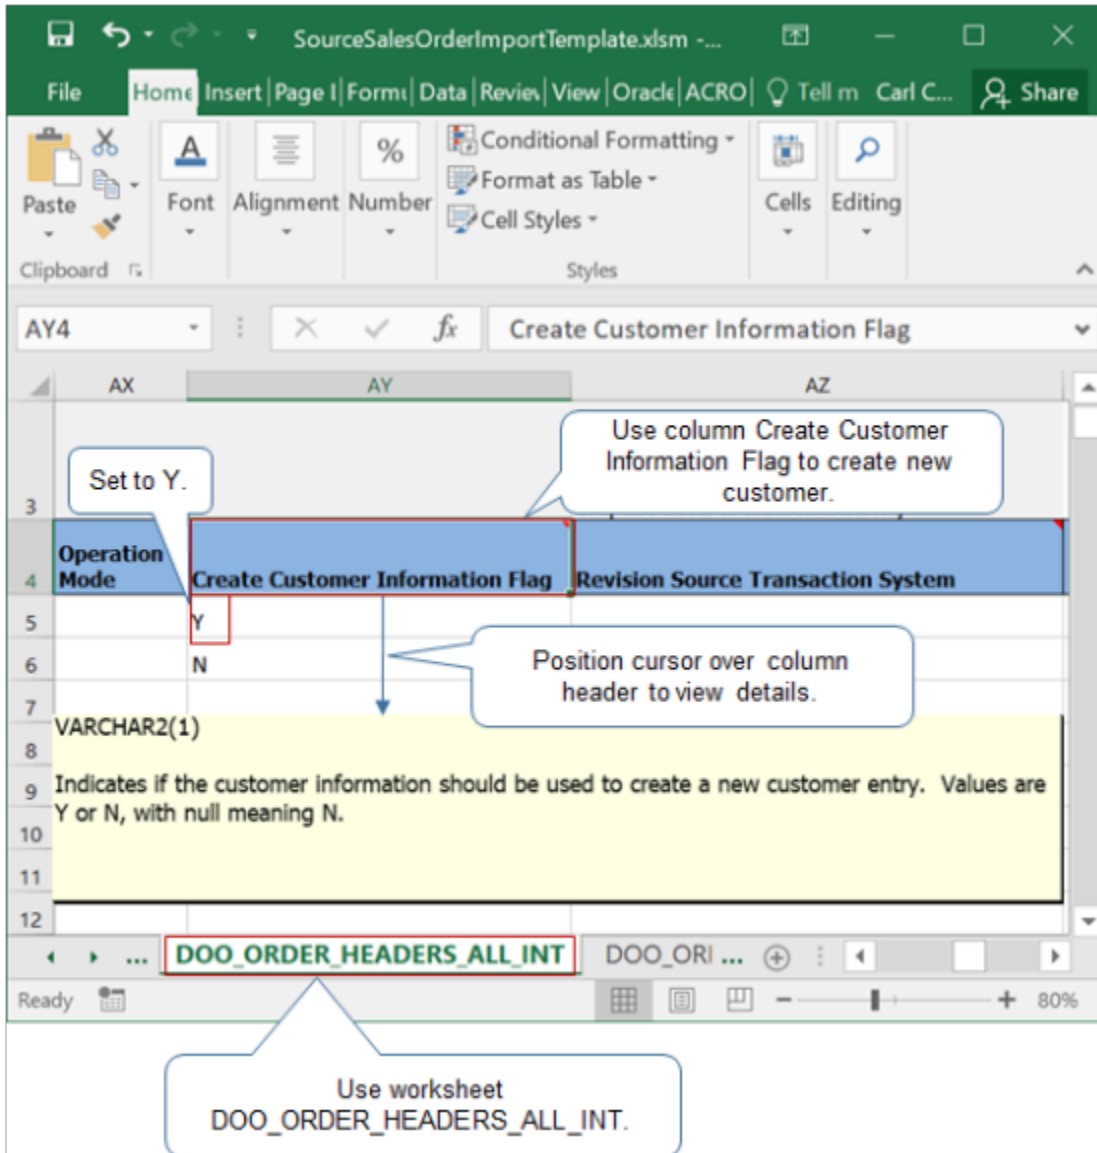 SourceSalesOrderImportTemplate.xlsm -...
File Home Insert Page I Formu Data Review View Oracle ACRO Tell m Carl C... Share
Paste Font Alignment Number Conditional Formatting Format as Table Cell Styles Cells Editing
Clipboard Styles
AY4 fx Create Customer Information Flag
AX AY AZ
Use column Create Customer
Information Flag to create new
customer.
Set to Y.
3
Operation
Mode
4 Create Customer Information Flag Revision Source Transaction System
5 Y
6 N
Position cursor over column
header to view details.
7
VARCHAR2(1)
8
9 Indicates if the customer information should be used to create a new customer entry. Values are
Y or N, with null meaning N.
10
11
12
... DOO_ORDER_HEADERS_ALL_INT DOO_ORI ...
Ready 80%
Use worksheet
DOO_ORDER_HEADERS_ALL_INT.